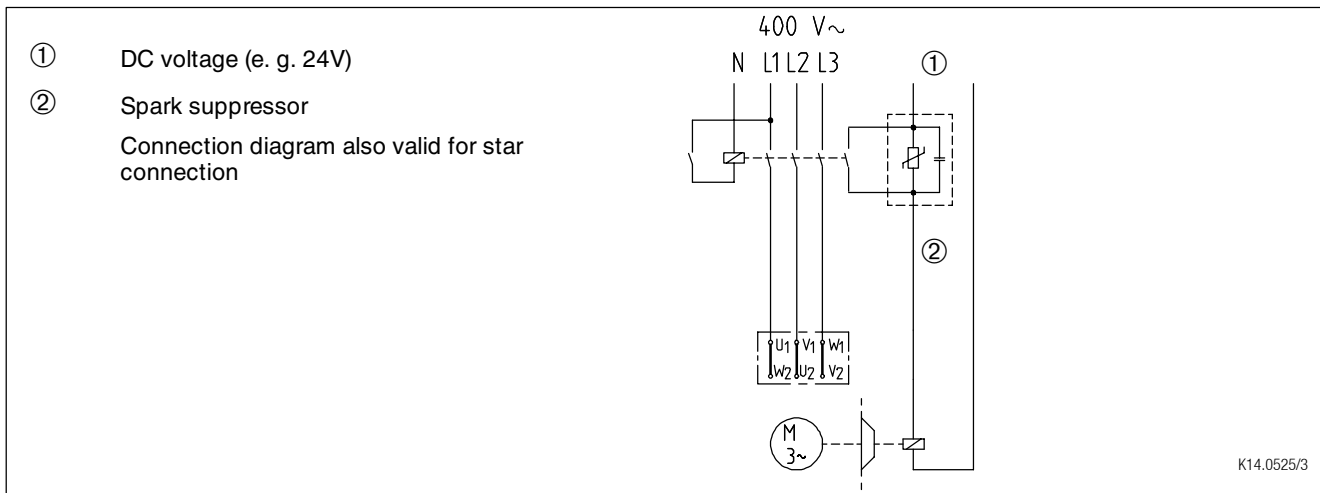 ① DC voltage (e. g. 24V)
② Spark suppressor
Connection diagram also valid for star
connection
400 V~
N L1 L2 L3 ①
②
U1 V1 W1
W2 U2 V2
M
3~
K14.0525/3